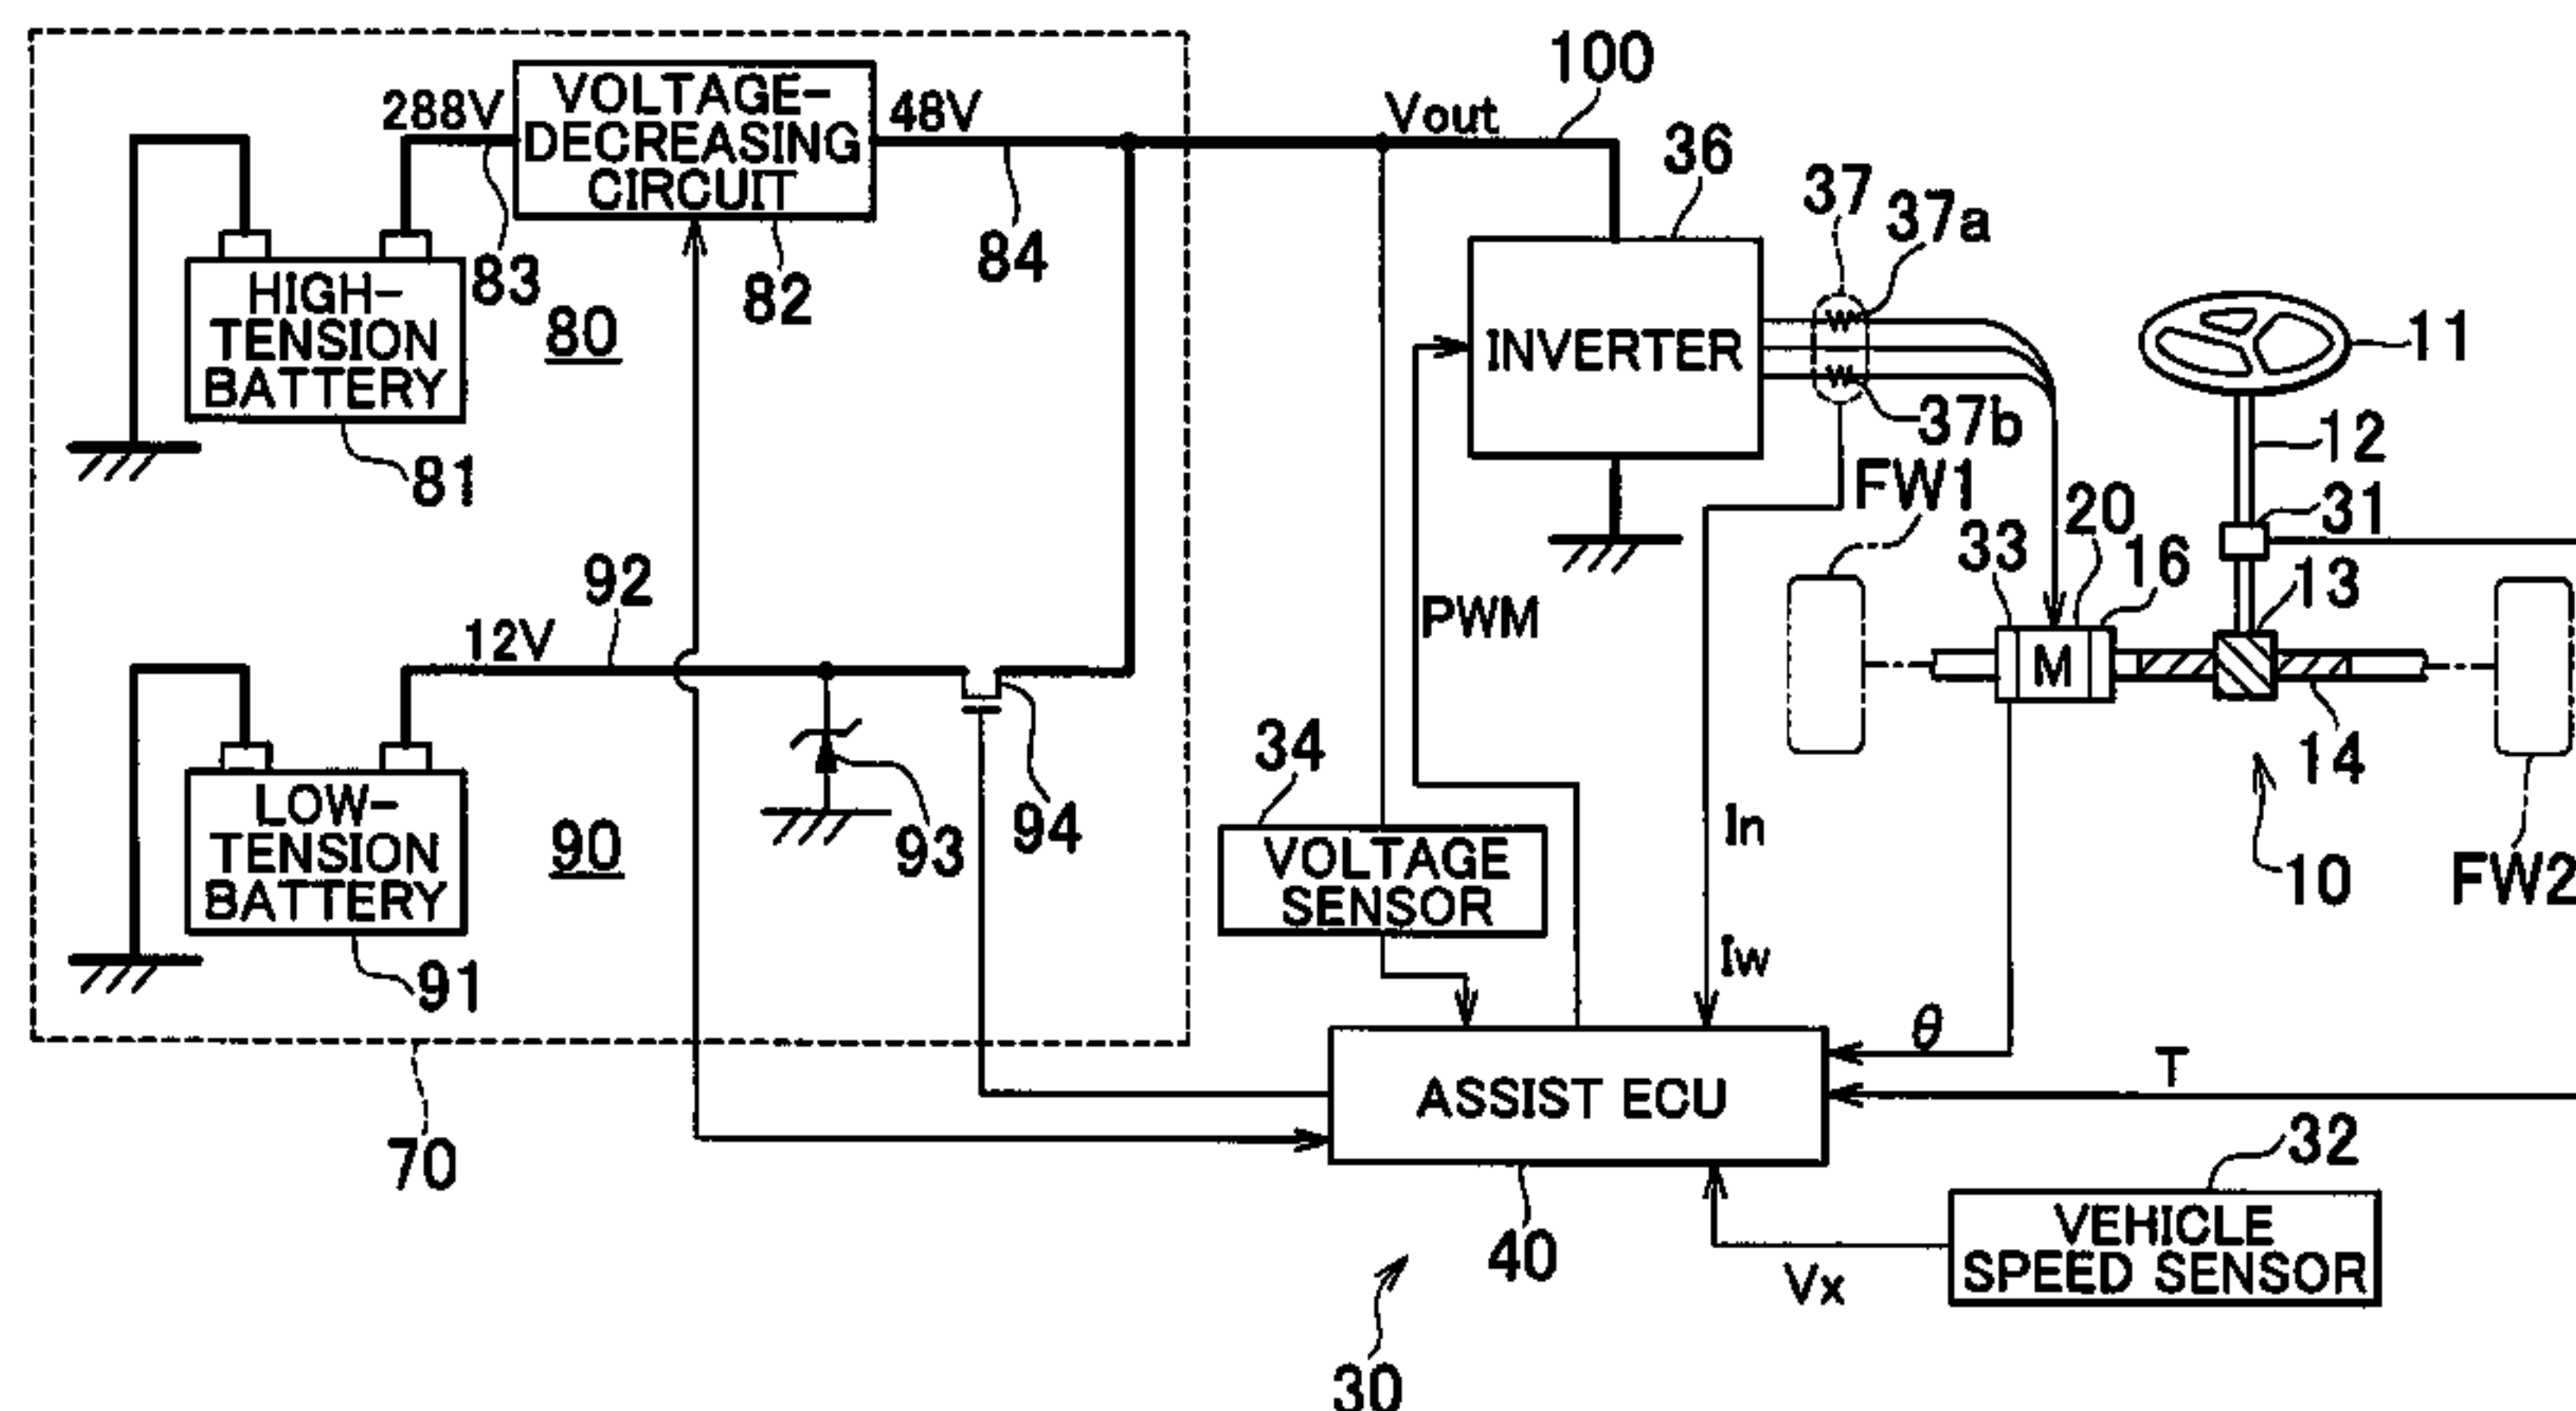 100
VOLTAGE-
DECREASING
CIRCUIT
288V
48V
Vout
36
37
37a
83
80
82
84
HIGH-
TENSION
BATTERY
INVERTER
11
37b
12
81
FW1
20
31
33
16
92
13
12V
PWM
M
34
14
LOW-
TENSION
BATTERY
90
93
94
In
VOLTAGE
SENSOR
10
FW2
Iw
91
θ
T
ASSIST ECU
70
32
40
VEHICLE
SPEED SENSOR
Vx
30